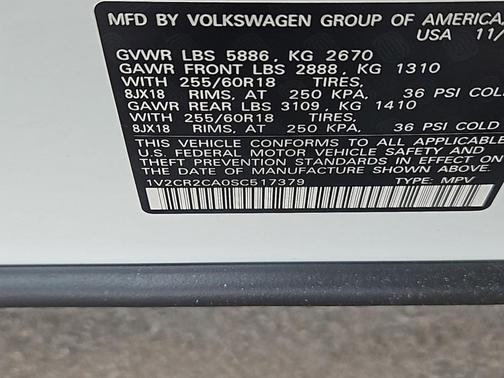 MFD BY VOLKSWAGEN GROUP OF AMERICA,
USA 11/
GVWR LBS 5886, KG 2670
GAWR FRONT LBS 2888, KG 1310
WITH 255/60R18 TIRES,
8JX18 RIMS, AT 250 KPA, 36 PSI COLD
GAWR REAR LBS 3109, KG 1410
WITH 255/60R18 TIRES,
8JX18 RIMS, AT 250 KPA, 36 PSI COLD
THIS VEHICLE CONFORMS TO ALL APPLICABLE
U.S. FEDERAL MOTOR VEHICLE SAFETY AND
THEFT PREVENTION STANDARDS IN EFFECT ON
THE DATE OF MANUFACTURE SHOWN ABOVE.
1V2CR2CA0SC517379 TYPE: MPV